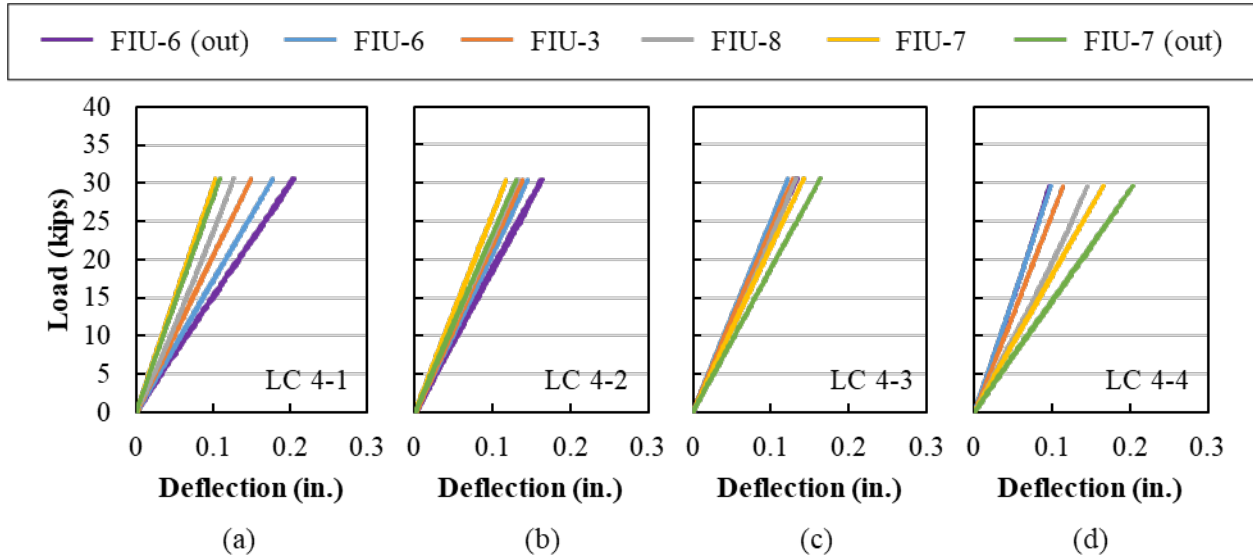 FIU-6 (out) FIU-6 FIU-3 FIU-8 FIU-7 FIU-7 (out)
Load (kips)
40
35
30
25
20
15
10
5
0
LC 4-1 LC 4-2 LC 4-3 LC 4-4
0 0.1 0.2 0.3 0 0.1 0.2 0.3 0 0.1 0.2 0.3 0 0.1 0.2 0.3
Deflection (in.) Deflection (in.) Deflection (in.) Deflection (in.)
(a) (b) (c) (d)